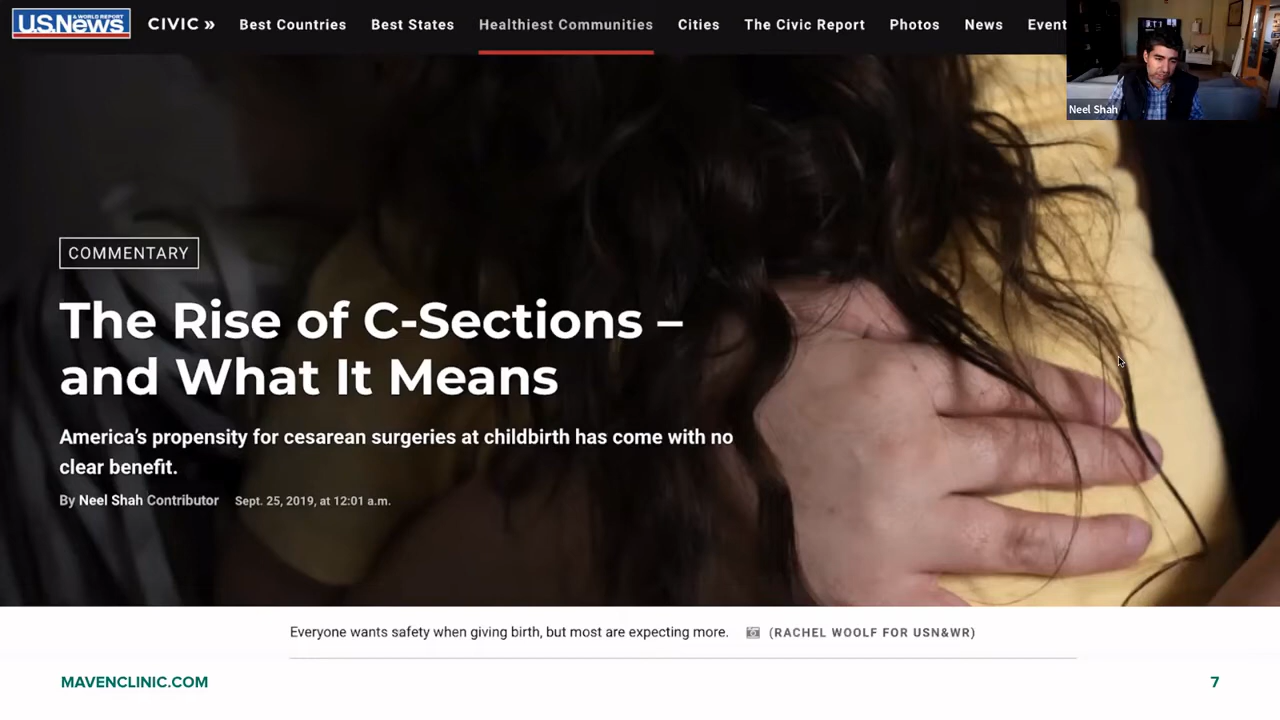 U.S.News & WORLD REPORT CIVIC » Best Countries Best States Healthiest Communities Cities The Civic Report Photos News Event
Neel Shah
COMMENTARY
The Rise of C-Sections –
and What It Means
America’s propensity for cesarean surgeries at childbirth has come with no
clear benefit.
By Neel Shah Contributor Sept. 25, 2019, at 12:01 a.m.
Everyone wants safety when giving birth, but most are expecting more. (RACHEL WOOLF FOR USN&WR)
MAVENCLINIC.COM 7